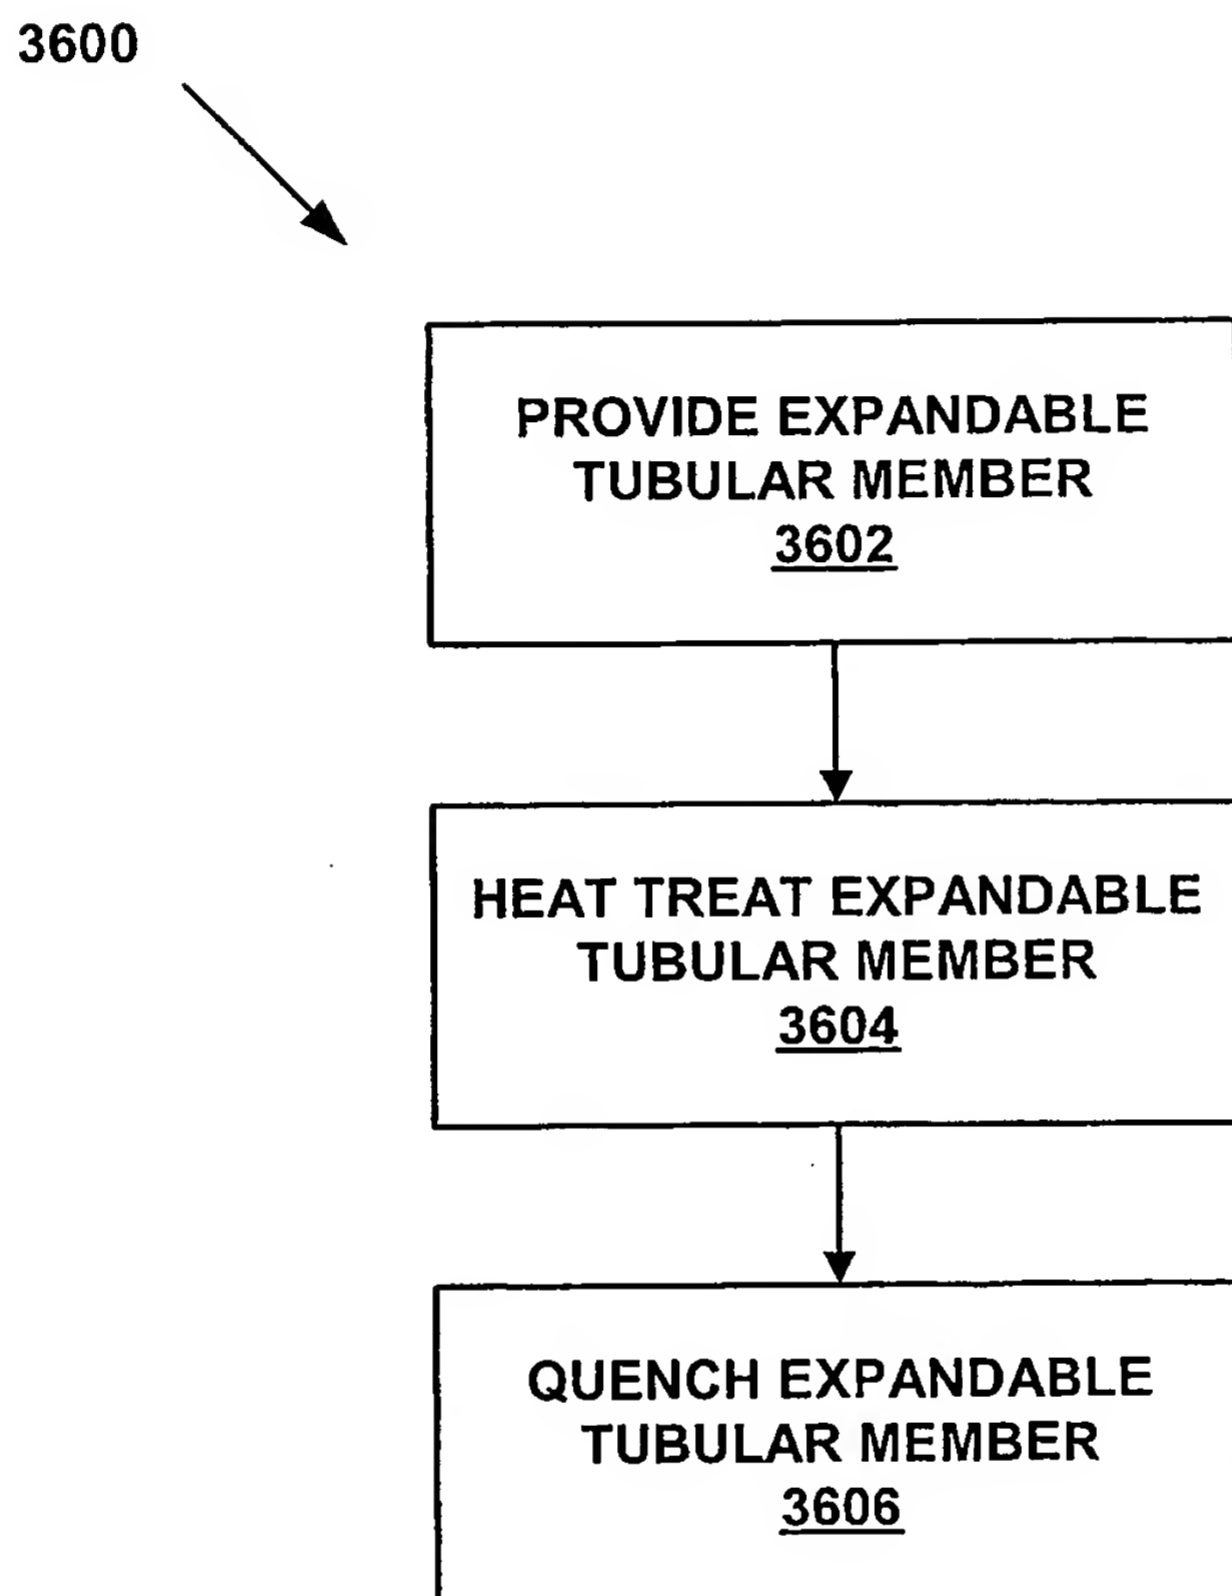 3600
PROVIDE EXPANDABLE
TUBULAR MEMBER
3602
HEAT TREAT EXPANDABLE
TUBULAR MEMBER
3604
QUENCH EXPANDABLE
TUBULAR MEMBER
3606